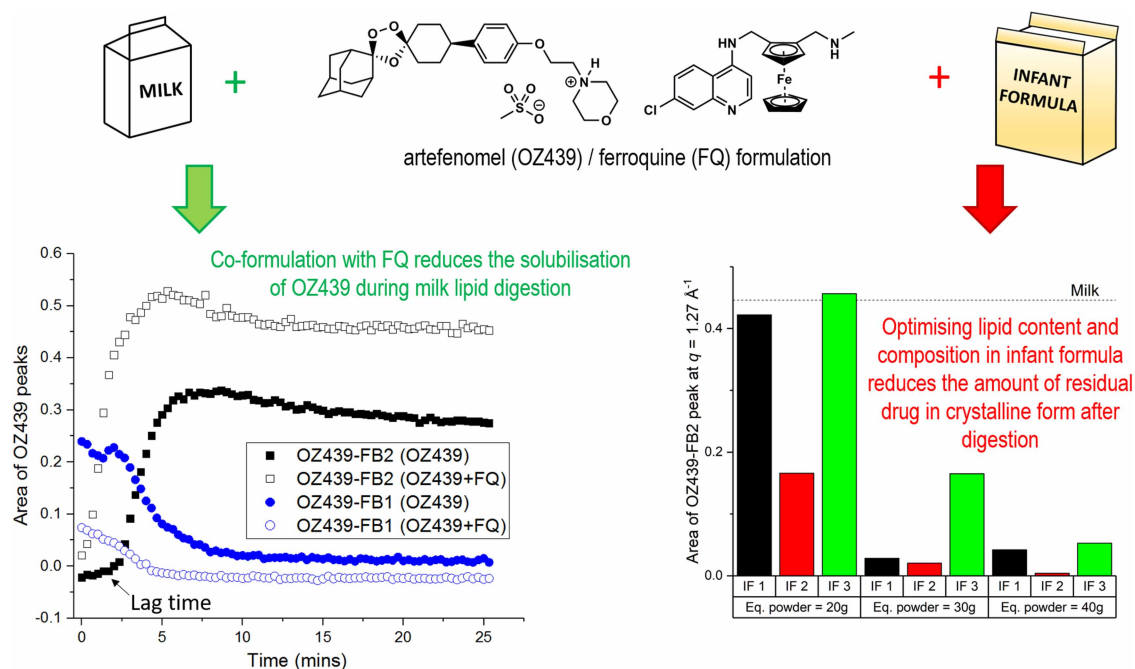 MILK
+
artefenomel (OZ439) / ferroquine (FQ) formulation
+
INFANT
FORMULA
O
O
O
O
N
H
+
O
S
O
O
O
−
HN
Cl
N
Fe
N
H
Co-formulation with FQ reduces the solubilisation
of OZ439 during milk lipid digestion
Area of OZ439 peaks
0.6
0.5
0.4
0.3
0.2
0.1
0.0
-0.1
OZ439-FB2 (OZ439)
OZ439-FB2 (OZ439+FQ)
OZ439-FB1 (OZ439)
OZ439-FB1 (OZ439+FQ)
Lag time
0 5 10 15 20 25
Time (mins)
Area of OZ439-FB2 peak at q = 1.27 Å-1
0.4
0.2
0.0
Milk
Optimising lipid content and
composition in infant formula
reduces the amount of residual
drug in crystalline form after
digestion
IF 1 IF 2 IF 3 IF 1 IF 2 IF 3 IF 1 IF 2 IF 3
Eq. powder = 20g Eq. powder = 30g Eq. powder = 40g